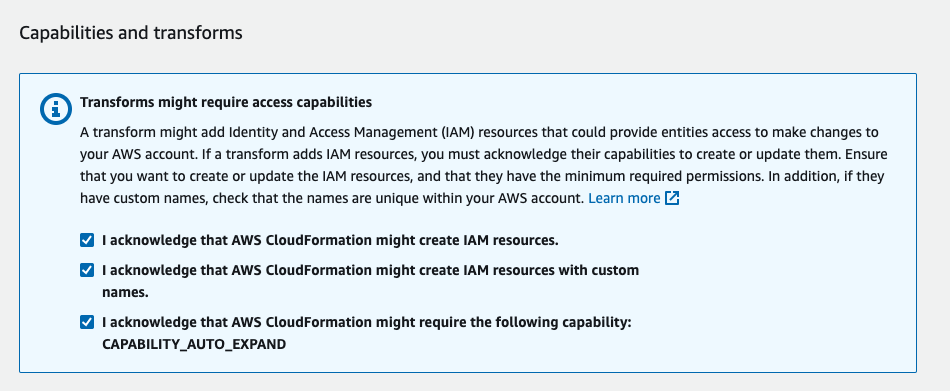 Capabilities and transforms
Transforms might require access capabilities
A transform might add Identity and Access Management (IAM) resources that could provide entities access to make changes to
your AWS account. If a transform adds IAM resources, you must acknowledge their capabilities to create or update them. Ensure
that you want to create or update the IAM resources, and that they have the minimum required permissions. In addition, if they
have custom names, check that the names are unique within your AWS account. Learn more
I acknowledge that AWS CloudFormation might create IAM resources.
I acknowledge that AWS CloudFormation might create IAM resources with custom
names.
I acknowledge that AWS CloudFormation might require the following capability:
CAPABILITY_AUTO_EXPAND